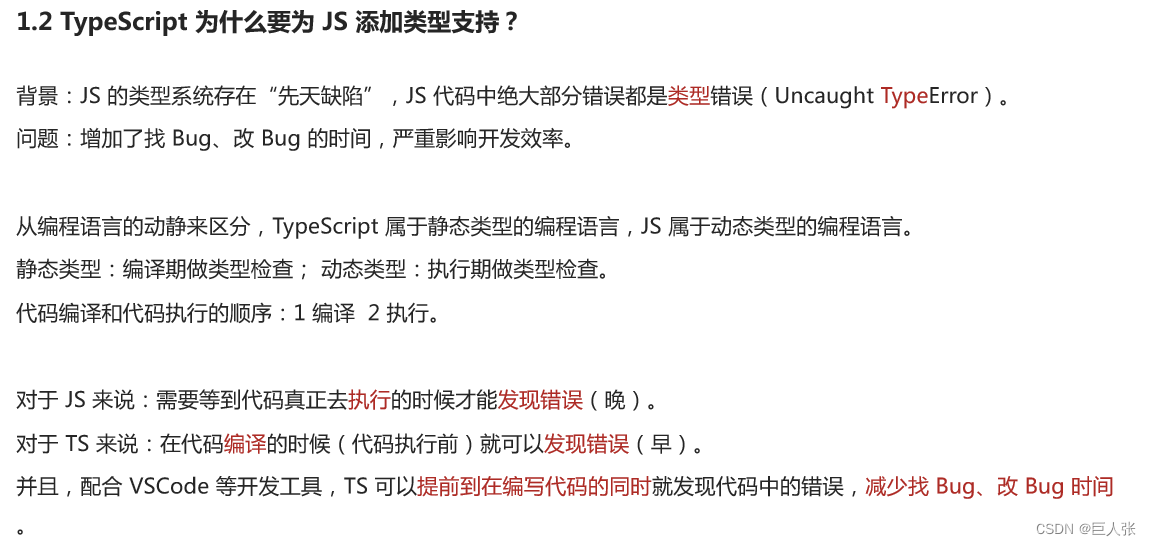 1.2 TypeScript 为什么要为 JS 添加类型支持？
背景：JS 的类型系统存在“先天缺陷”，JS 代码中绝大部分错误都是类型错误（Uncaught TypeError）。
问题：增加了找 Bug、改 Bug 的时间，严重影响开发效率。
从编程语言的动静来区分，TypeScript 属于静态类型的编程语言，JS 属于动态类型的编程语言。
静态类型：编译期做类型检查； 动态类型：执行期做类型检查。
代码编译和代码执行的顺序：1 编译  2 执行。
对于 JS 来说：需要等到代码真正去执行的时候才能发现错误（晚）。
对于 TS 来说：在代码编译的时候（代码执行前）就可以发现错误（早）。
并且，配合 VSCode 等开发工具，TS 可以提前到在编写代码的同时就发现代码中的错误，减少找 Bug、改 Bug 时间
。
CSDN @巨人张